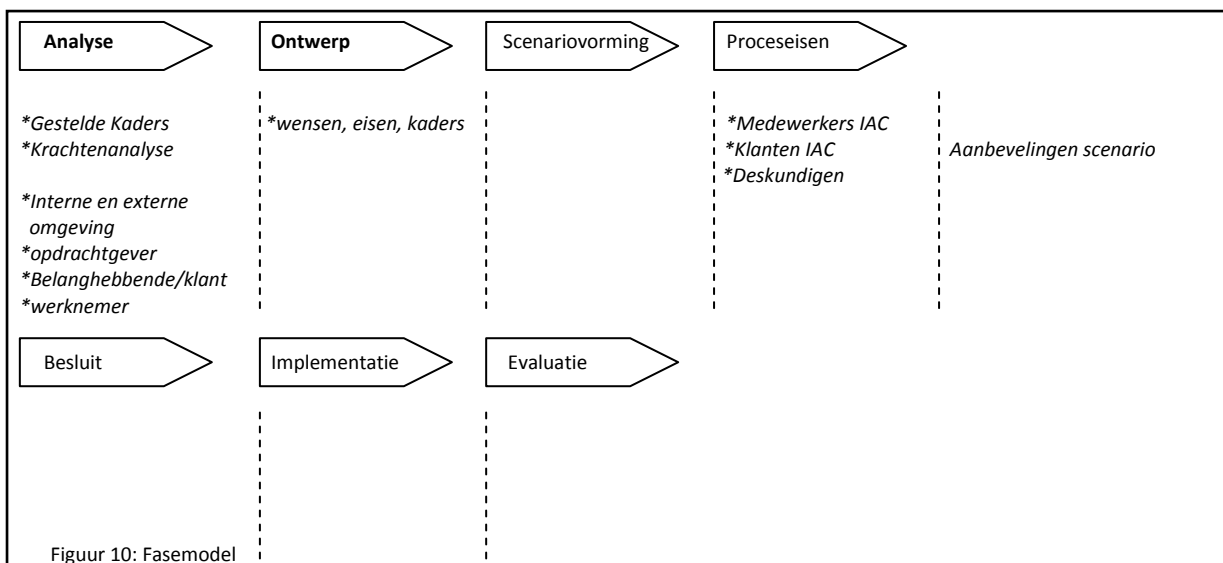 Analyse
Ontwerp
Scenariovorming
Proceseisen
*Gestelde Kaders
*Krachtenanalyse
*Interne en externe
omgeving
*opdrachtgever
*Belanghebbende/klant
*werknemer
*wensen, eisen, kaders
*Medewerkers IAC
*Klanten IAC
*Deskundigen
Aanbevelingen scenario
Besluit
Implementatie
Evaluatie
Figuur 10: Fasemodel